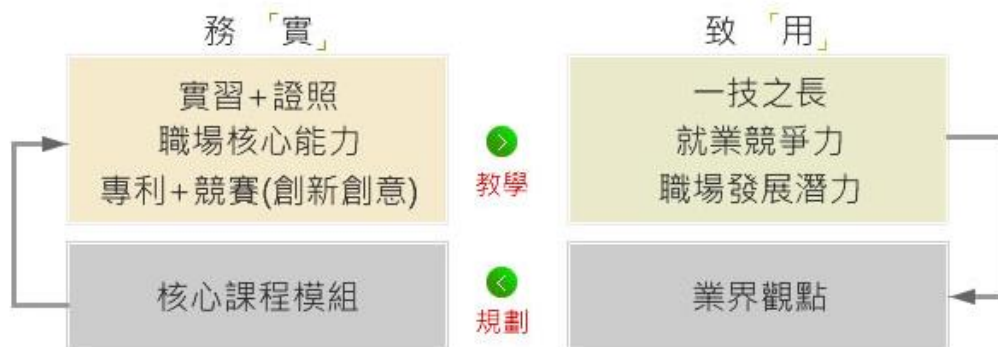 務「實」
致「用」
實習+證照
職場核心能力
專利+競賽(創新創意)
教學
一技之長
就業競爭力
職場發展潛力
核心課程模組
規劃
業界觀點